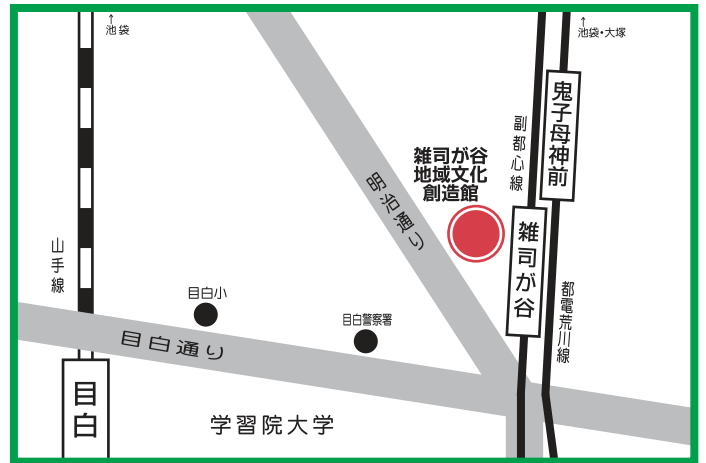 ↑
池袋
↑
池袋・大塚
鬼子母神前
副都心線
雑司が谷
地域文化
創造館
明治通り
雑司が谷
山手線
都電荒川線
目白小
目白警察署
目白通り
目白
学習院大学